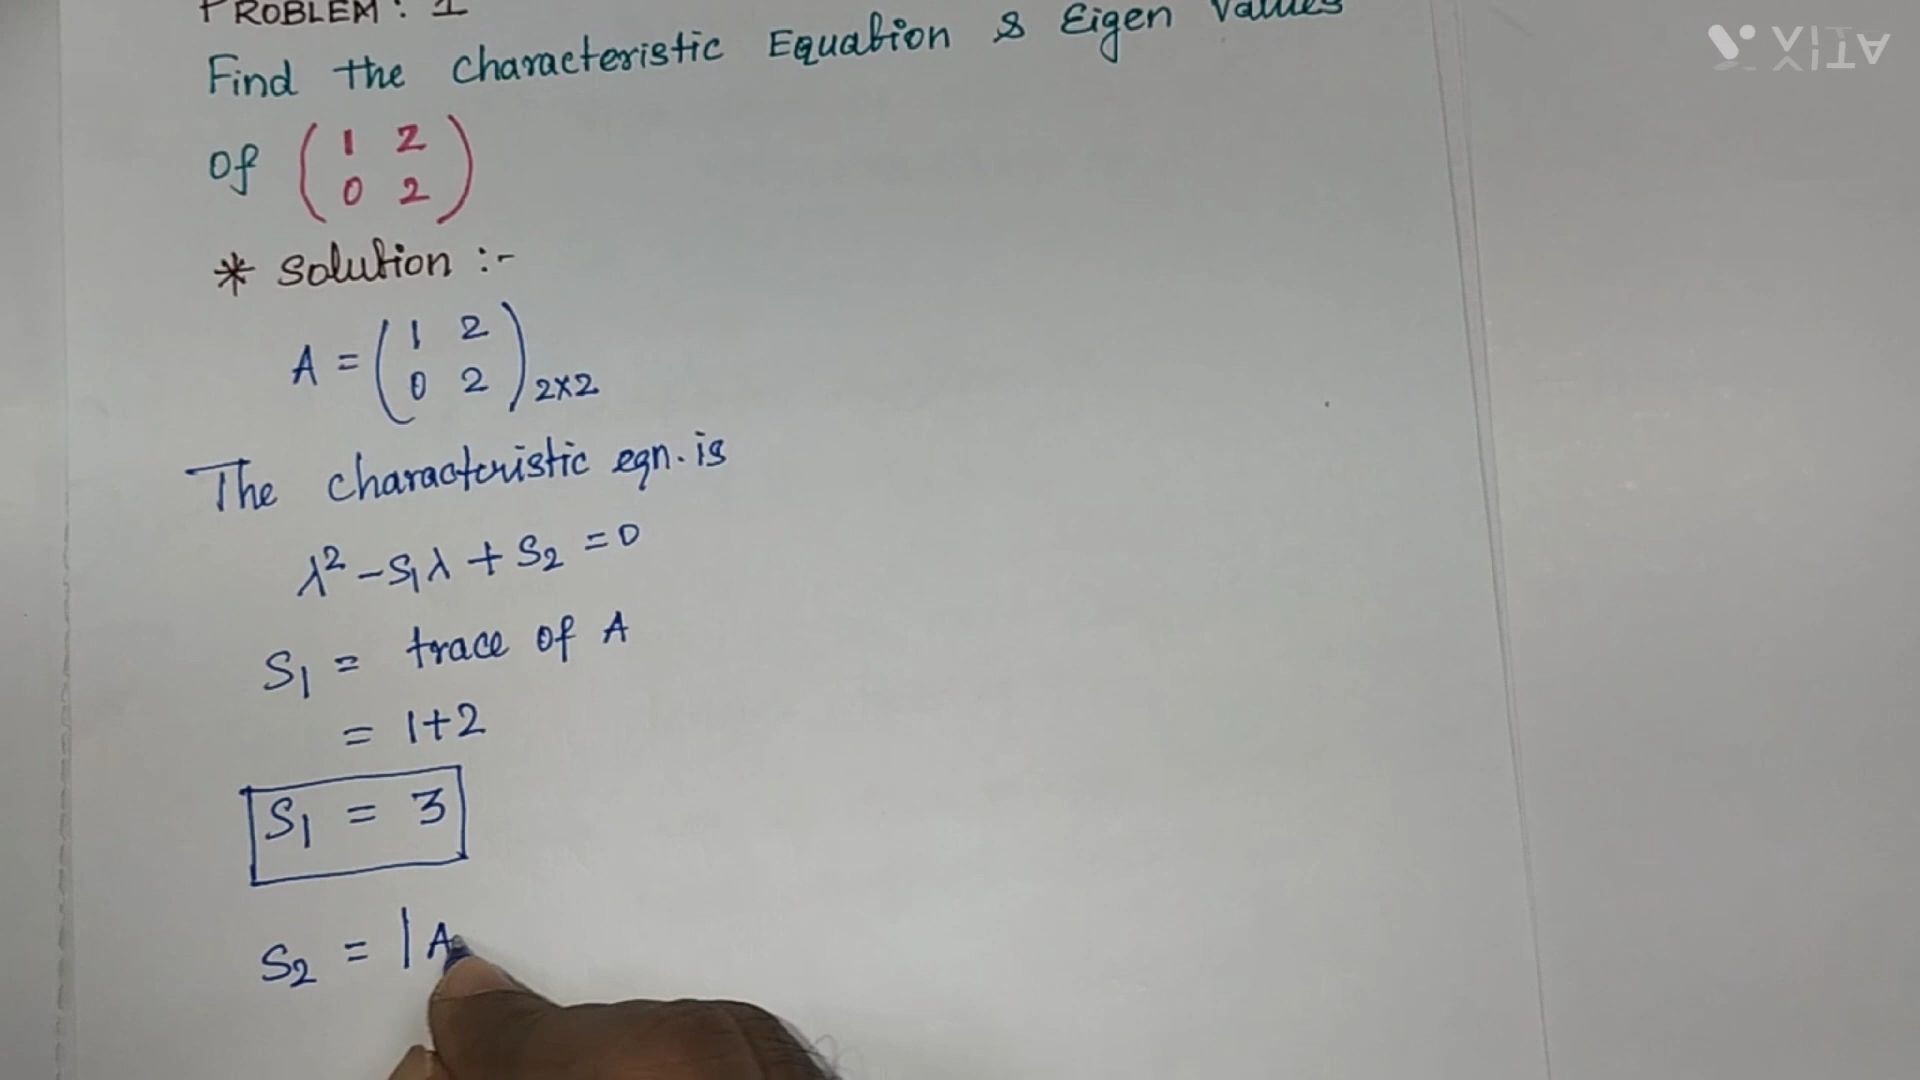 PROBLEM : 1
Find the characteristic Equation & Eigen Values
of ( 1 2
0 2 )
* Solution :-
A = ( 1 2
0 2 ) 2x2
The characteristic eqn. is
λ² - S₁λ + S₂ = 0
S₁ = trace of A
= 1+2
S₁ = 3
S₂ = | A
VITA